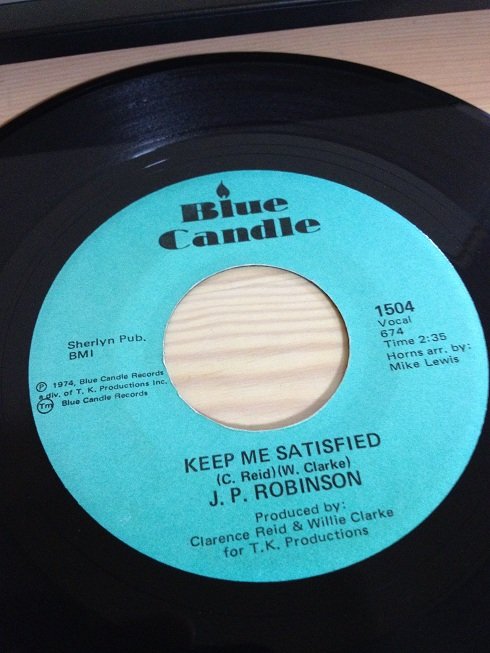 Blue
Candle
Sherlyn Pub.
BMI
℗ 1974, Blue Candle Records
a div. of T. K. Productions Inc.
Tm Blue Candle Records
1504
Vocal
674
Time 2:35
Horns arr. by:
Mike Lewis
KEEP ME SATISFIED
(C. Reid)(W. Clarke)
J. P. ROBINSON
Produced by:
Clarence Reid & Willie Clarke
for T.K. Productions